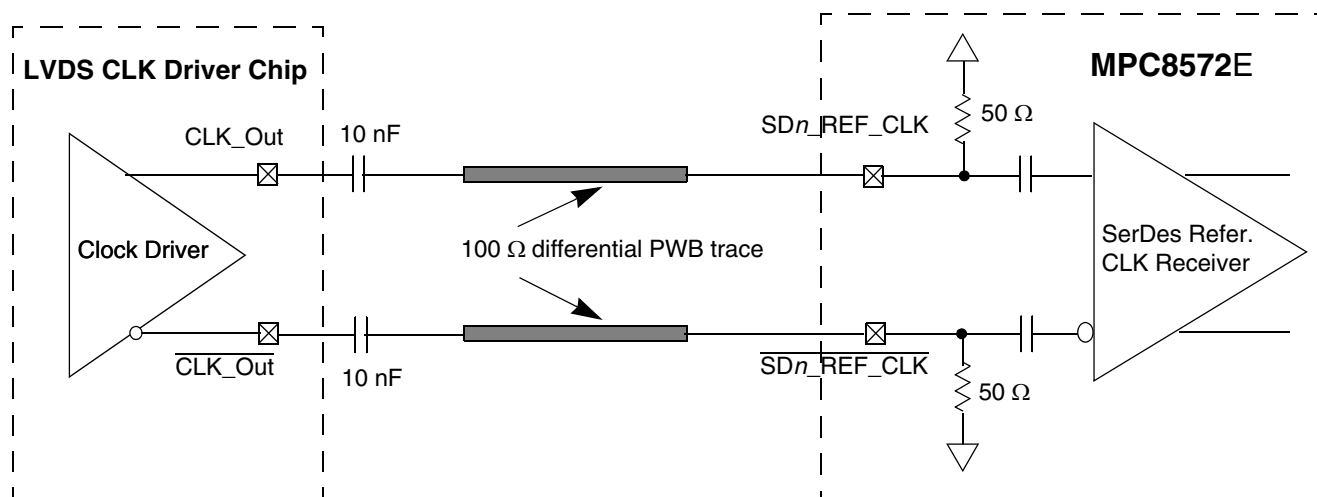 LVDS CLK Driver Chip
MPC8572E
CLK_Out
10 nF
SDn_REF_CLK
50 Ω
Clock Driver
100 Ω differential PWB trace
SerDes Refer.
CLK Receiver
CLK_Out
10 nF
SDn_REF_CLK
50 Ω